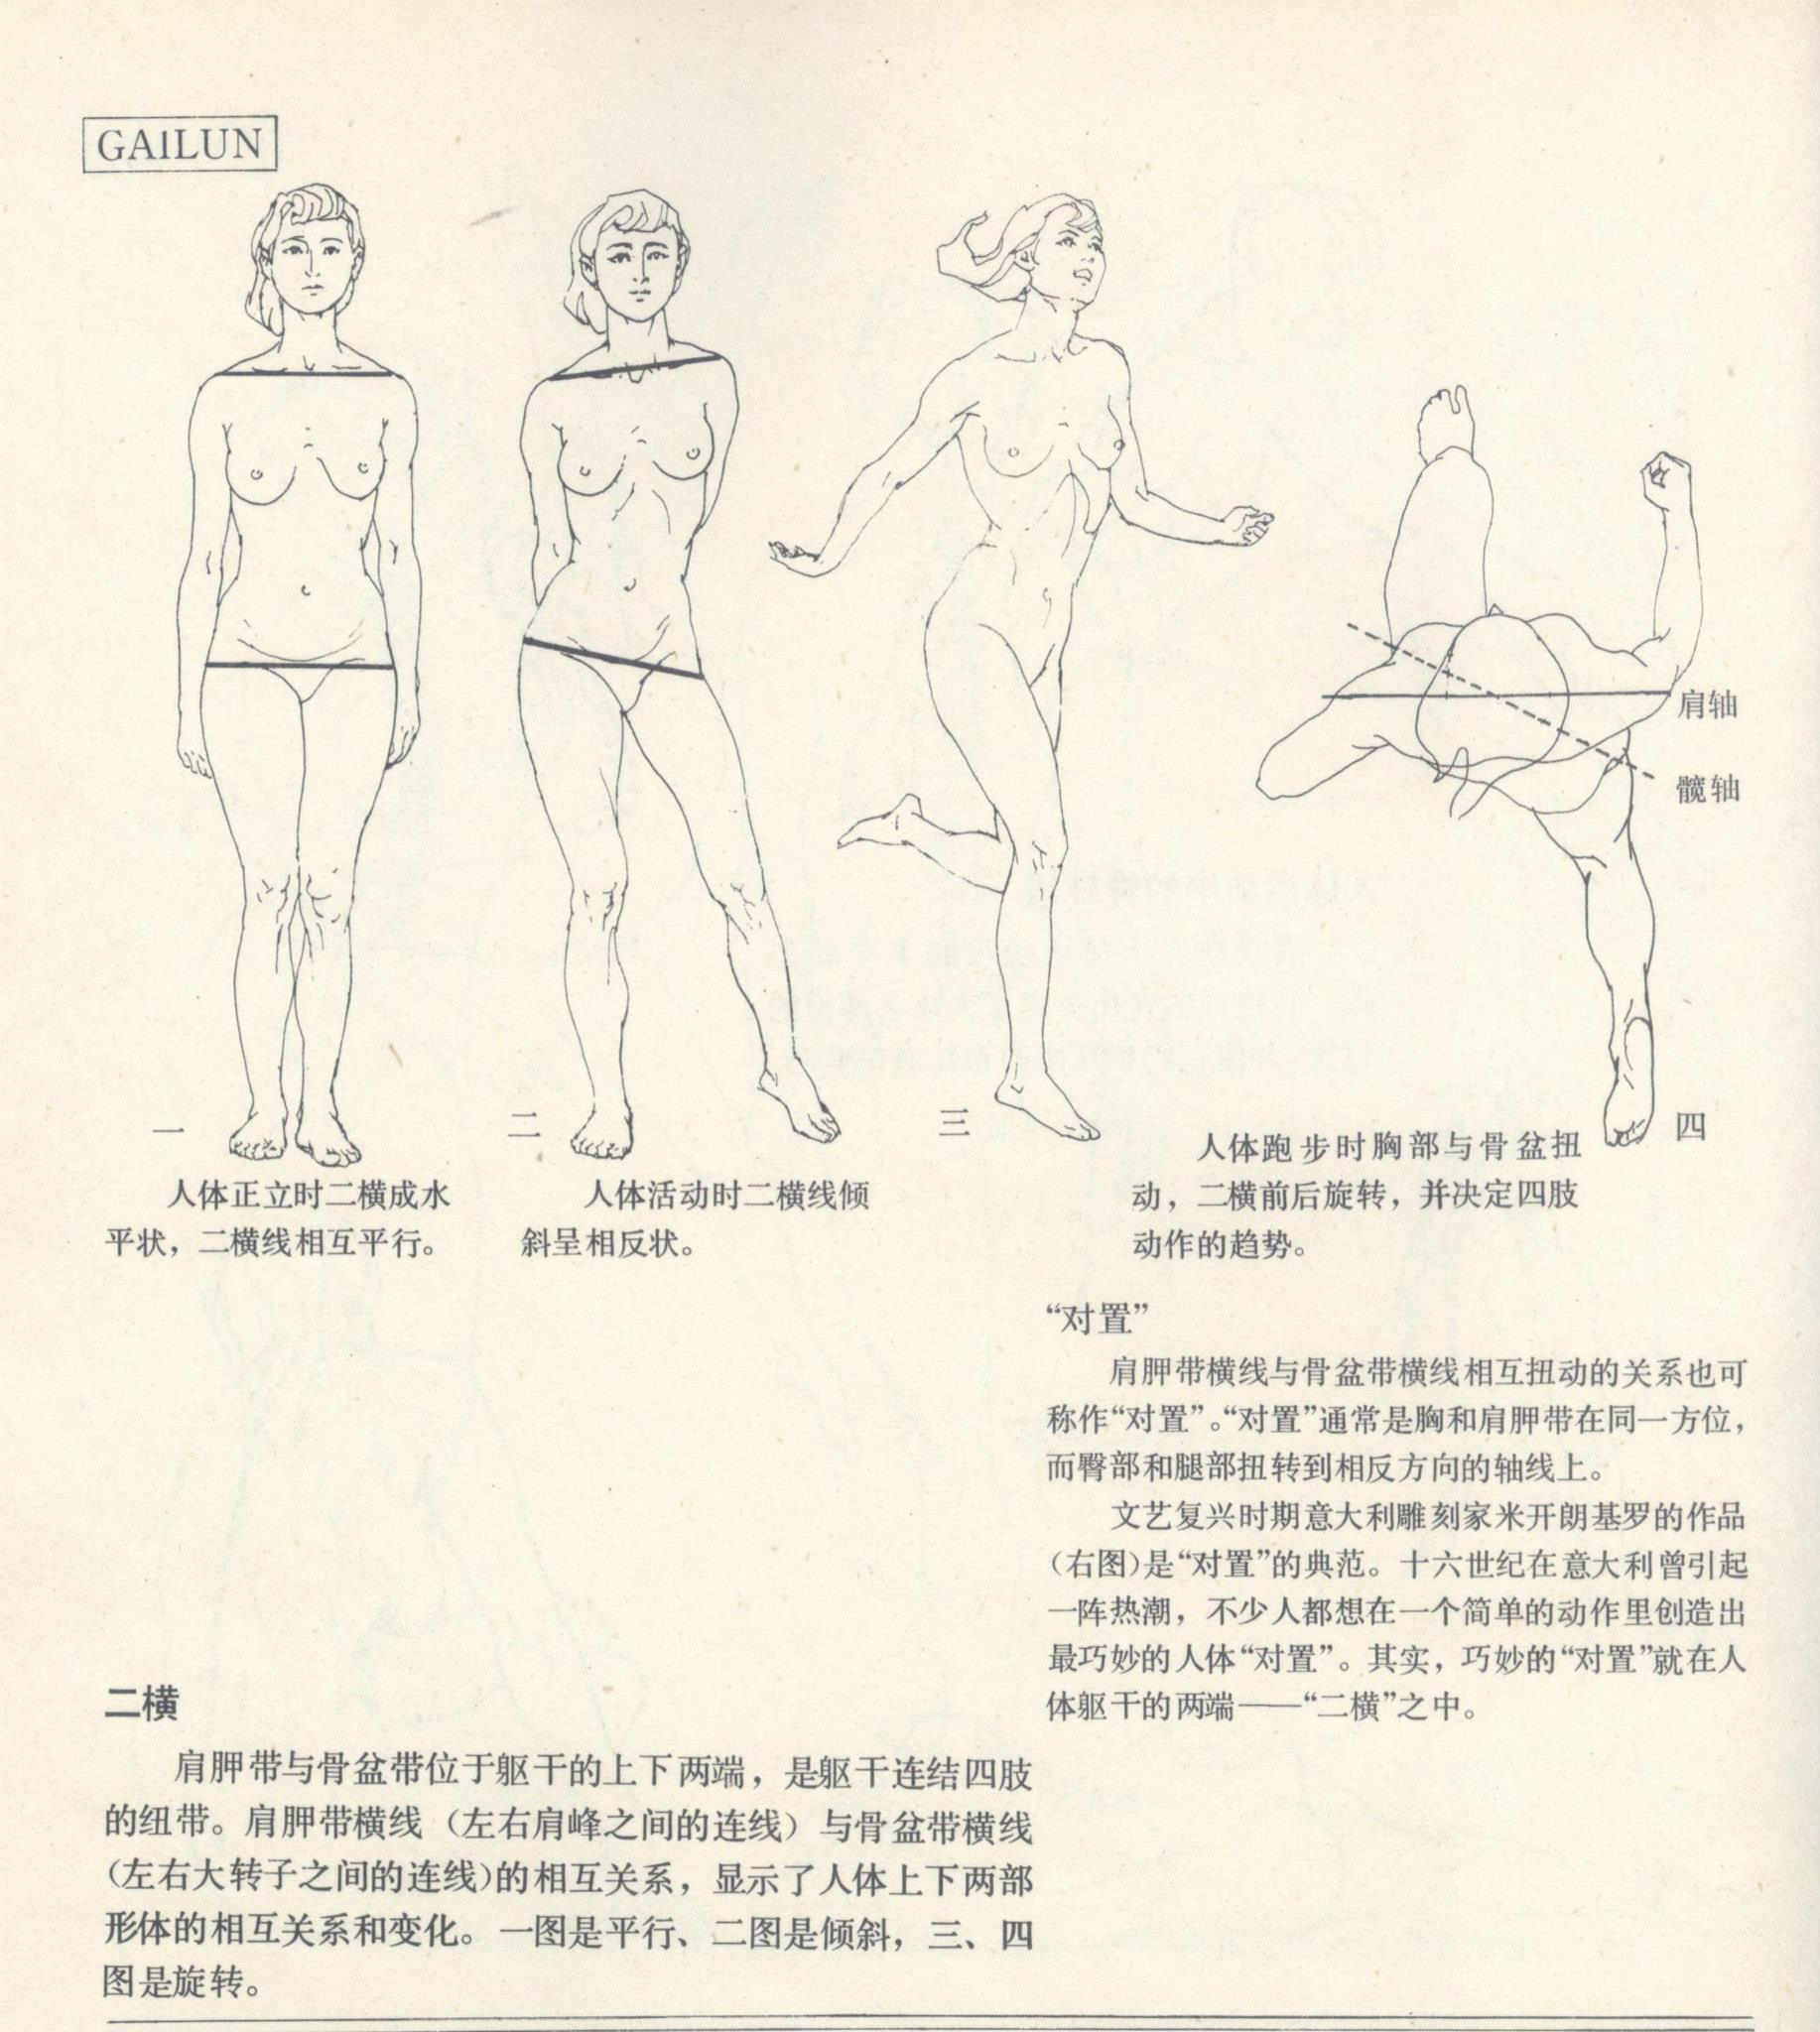 GAILUN
肩轴
髋轴
一
二
三
四
人体正立时二横成水
平状，二横线相互平行。
人体活动时二横线倾
斜呈相反状。
人体跑步时胸部与骨盆扭
动，二横前后旋转，并决定四肢
动作的趋势。
“对置”
肩胛带横线与骨盆带横线相互扭动的关系也可
称作“对置”。“对置”通常是胸和肩胛带在同一方位，
而臀部和腿部扭转到相反方向的轴线上。
文艺复兴时期意大利雕刻家米开朗基罗的作品
（右图）是“对置”的典范。十六世纪在意大利曾引起
一阵热潮，不少人都想在一个简单的动作里创造出
最巧妙的人体“对置”。其实，巧妙的“对置”就在人
体躯干的两端——“二横”之中。
二横
肩胛带与骨盆带位于躯干的上下两端，是躯干连结四肢
的纽带。肩胛带横线（左右肩峰之间的连线）与骨盆带横线
（左右大转子之间的连线）的相互关系，显示了人体上下两部
形体的相互关系和变化。一图是平行、二图是倾斜，三、四
图是旋转。